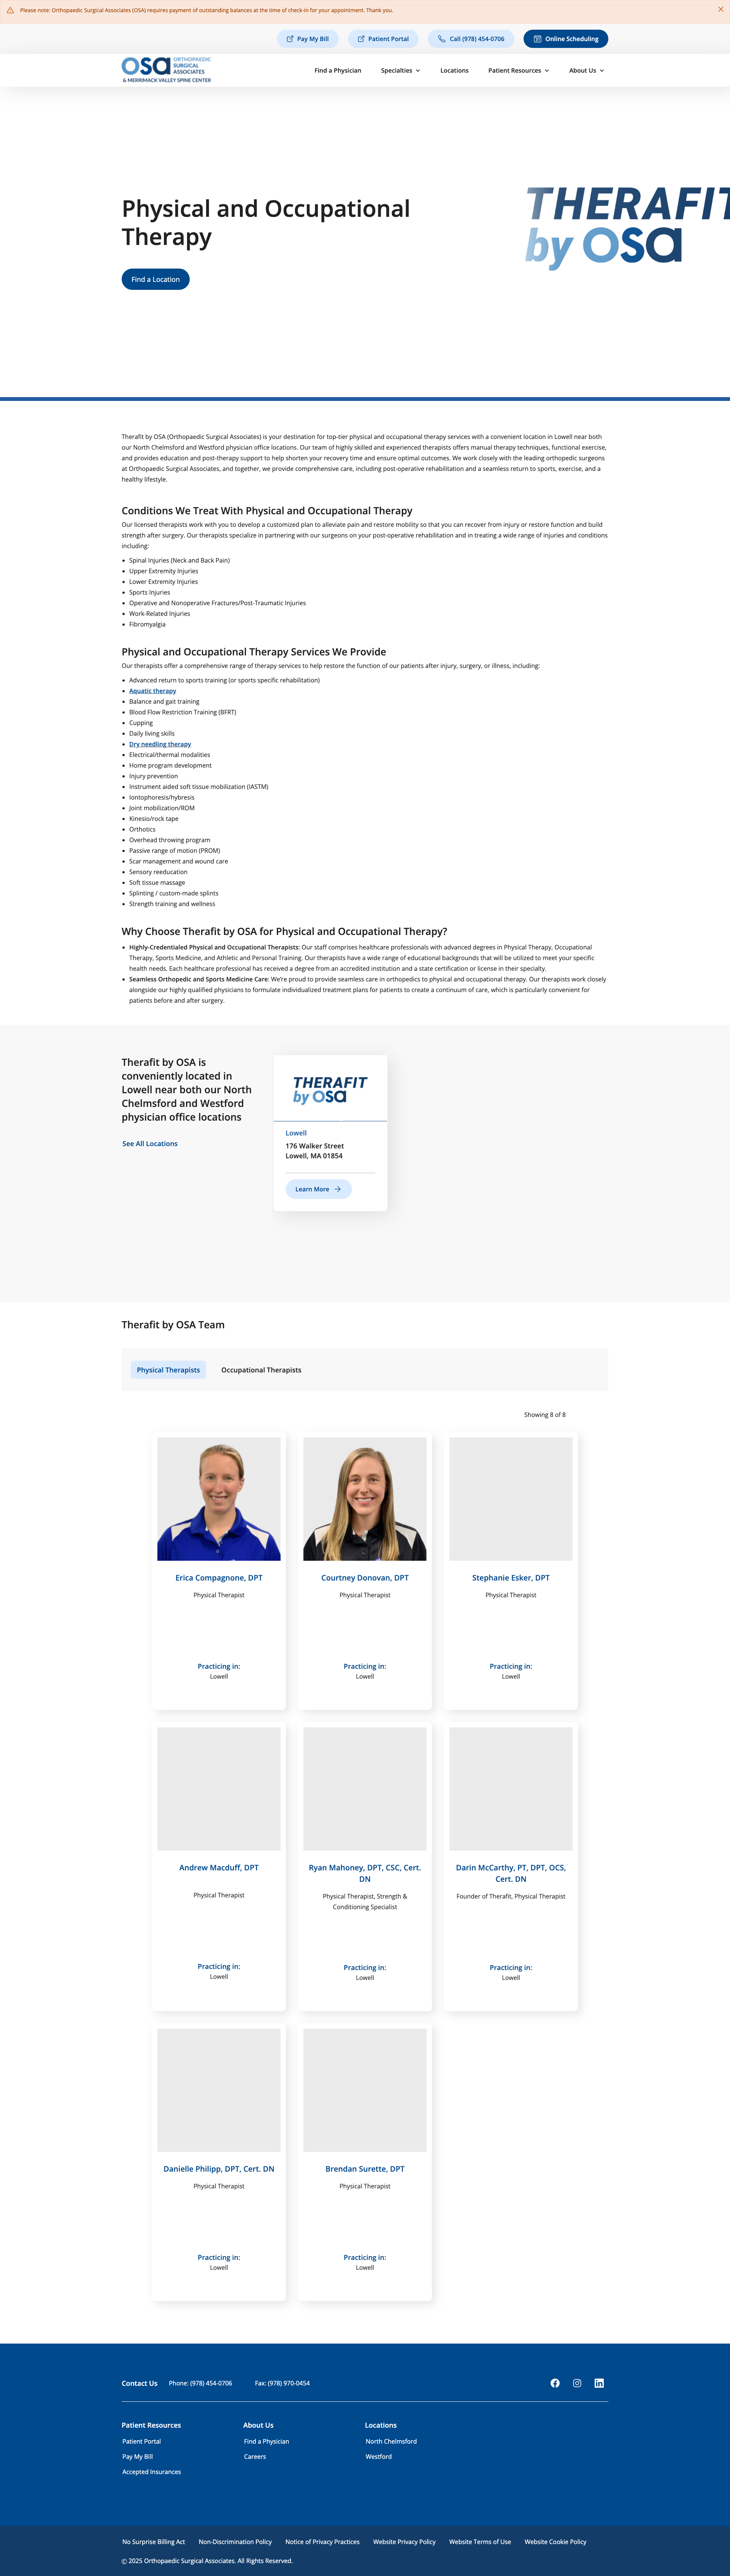 Please note: Orthopaedic Surgical Associates (OSA) requires payment of outstanding balances at the time of check-in for your appointment. Thank you.
Pay My Bill
Patient Portal
Call (978) 454-0706
Online Scheduling
OSA ORTHOPAEDIC
SURGICAL
ASSOCIATES
& MERRIMACK VALLEY SPINE CENTER
Find a Physician
Specialties
Locations
Patient Resources
About Us
Physical and Occupational
Therapy
THERAFIT
by OSA
Find a Location
Therafit by OSA (Orthopaedic Surgical Associates) is your destination for top-tier physical and occupational therapy services with a convenient location in Lowell near both
our North Chelmsford and Westford physician office locations. Our team of highly skilled and experienced therapists offers manual therapy techniques, functional exercise,
and provides education and post-therapy support to help shorten your recovery time and ensure optimal outcomes. We work closely with the leading orthopedic surgeons
at Orthopaedic Surgical Associates, and together, we provide comprehensive care, including post-operative rehabilitation and a seamless return to sports, exercise, and a
healthy lifestyle.
Conditions We Treat With Physical and Occupational Therapy
Our licensed therapists work with you to develop a customized plan to alleviate pain and restore mobility so that you can recover from injury or restore function and build
strength after surgery. Our therapists specialize in partnering with our surgeons on your post-operative rehabilitation and in treating a wide range of injuries and conditions
including:
• Spinal Injuries (Neck and Back Pain)
• Upper Extremity Injuries
• Lower Extremity Injuries
• Sports Injuries
• Operative and Nonoperative Fractures/Post-Traumatic Injuries
• Work-Related Injuries
• Fibromyalgia
Physical and Occupational Therapy Services We Provide
Our therapists offer a comprehensive range of therapy services to help restore the function of our patients after injury, surgery, or illness, including:
• Advanced return to sports training (or sports specific rehabilitation)
• Aquatic therapy
• Balance and gait training
• Blood Flow Restriction Training (BFRT)
• Cupping
• Daily living skills
• Dry needling therapy
• Electrical/thermal modalities
• Home program development
• Injury prevention
• Instrument aided soft tissue mobilization (IASTM)
• Iontophoresis/hybresis
• Joint mobilization/ROM
• Kinesio/rock tape
• Orthotics
• Overhead throwing program
• Passive range of motion (PROM)
• Scar management and wound care
• Sensory reeducation
• Soft tissue massage
• Splinting / custom-made splints
• Strength training and wellness
Why Choose Therafit by OSA for Physical and Occupational Therapy?
• Highly-Credentialed Physical and Occupational Therapists: Our staff comprises healthcare professionals with advanced degrees in Physical Therapy, Occupational
Therapy, Sports Medicine, and Athletic and Personal Training. Our therapists have a wide range of educational backgrounds that will be utilized to meet your specific
health needs. Each healthcare professional has received a degree from an accredited institution and a state certification or license in their specialty.
• Seamless Orthopedic and Sports Medicine Care: We're proud to provide seamless care in orthopedics to physical and occupational therapy. Our therapists work closely
alongside our highly qualified physicians to formulate individualized treatment plans for patients to create a continuum of care, which is particularly convenient for
patients before and after surgery.
Therafit by OSA is
conveniently located in
Lowell near both our North
Chelmsford and Westford
physician office locations
See All Locations
THERAFIT
by OSA
Lowell
176 Walker Street
Lowell, MA 01854
Learn More
Therafit by OSA Team
Physical Therapists
Occupational Therapists
Showing 8 of 8
Erica Compagnone, DPT
Physical Therapist
Practicing in:
Lowell
Courtney Donovan, DPT
Physical Therapist
Practicing in:
Lowell
Stephanie Esker, DPT
Physical Therapist
Practicing in:
Lowell
Andrew Macduff, DPT
Physical Therapist
Practicing in:
Lowell
Ryan Mahoney, DPT, CSC, Cert.
DN
Physical Therapist, Strength &
Conditioning Specialist
Practicing in:
Lowell
Darin McCarthy, PT, DPT, OCS,
Cert. DN
Founder of Therafit, Physical Therapist
Practicing in:
Lowell
Danielle Philipp, DPT, Cert. DN
Physical Therapist
Practicing in:
Lowell
Brendan Surette, DPT
Physical Therapist
Practicing in:
Lowell
Contact Us
Phone: (978) 454-0706
Fax: (978) 970-0454
Patient Resources
Patient Portal
Pay My Bill
Accepted Insurances
About Us
Find a Physician
Careers
Locations
North Chelmsford
Westford
No Surprise Billing Act
Non-Discrimination Policy
Notice of Privacy Practices
Website Privacy Policy
Website Terms of Use
Website Cookie Policy
© 2025 Orthopaedic Surgical Associates. All Rights Reserved.